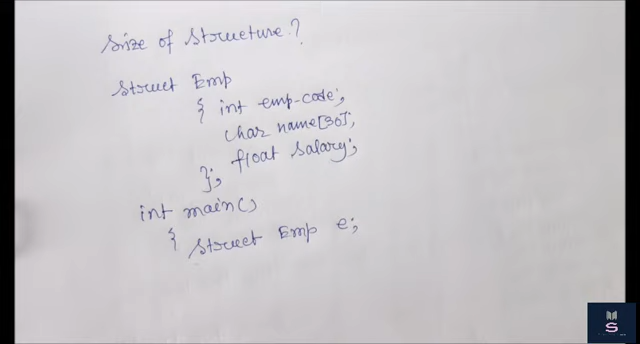 Size of Structure?
Struct Emp
{ int emp-code;
char name[30];
float salary;
};
int main()
{ Struct Emp e;
S